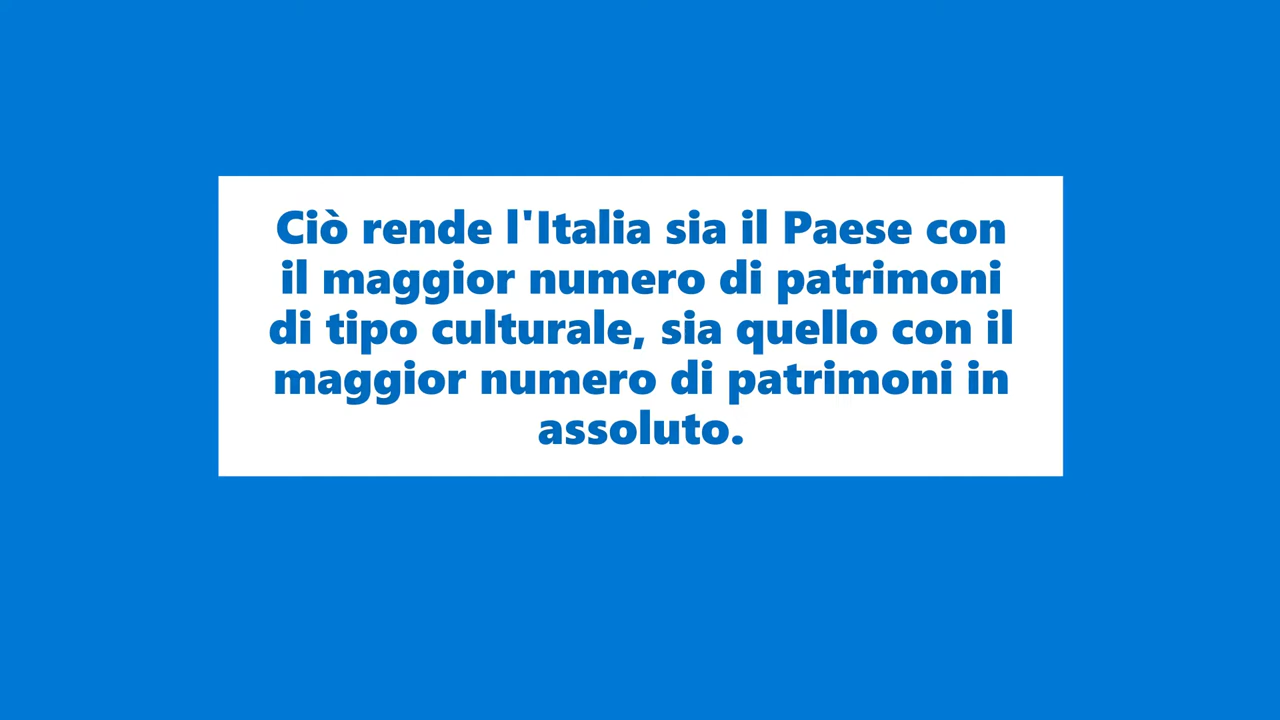 Ciò rende l'Italia sia il Paese con
il maggior numero di patrimoni
di tipo culturale, sia quello con il
maggior numero di patrimoni in
assoluto.